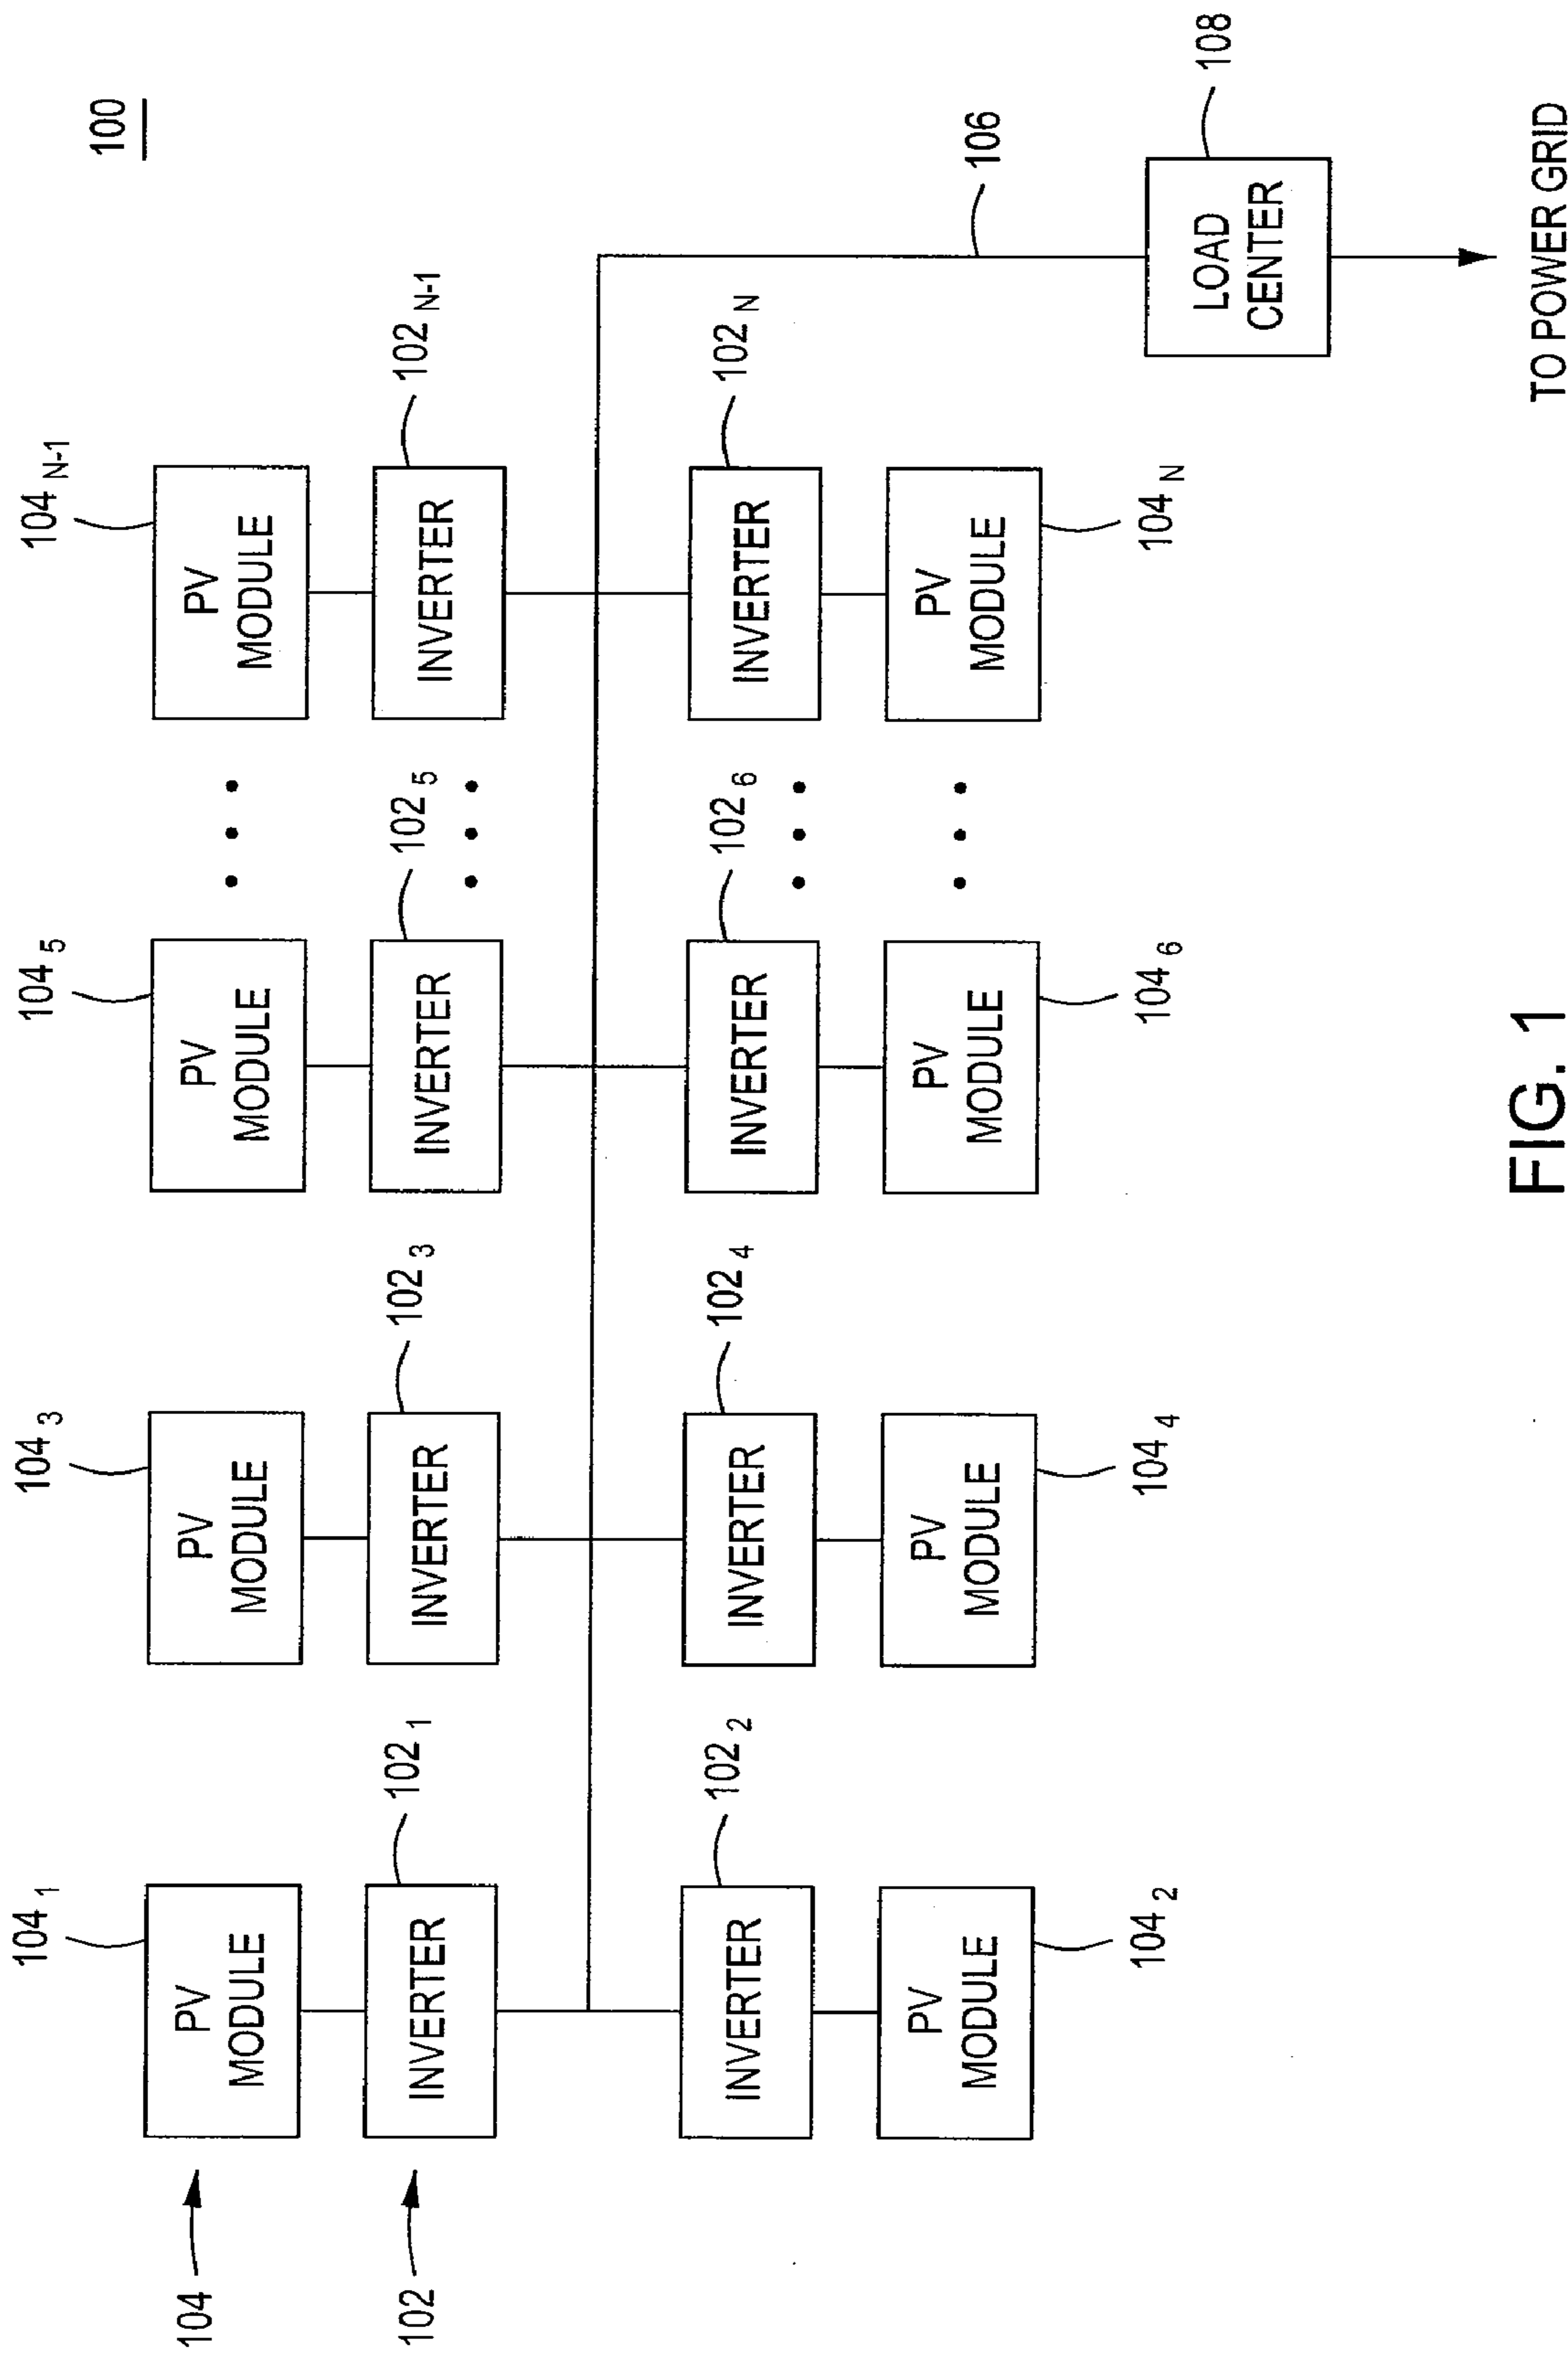 100
104 1
104 3
104 5
104 N-1
PV
MODULE
PV
MODULE
PV
MODULE
PV
MODULE
104
102 1
102 3
102 5
102 N-1
INVERTER
INVERTER
INVERTER
INVERTER
102
106
102 2
102 4
102 6
102 N
INVERTER
INVERTER
INVERTER
INVERTER
PV
MODULE
PV
MODULE
PV
MODULE
PV
MODULE
104 2
104 4
104 6
104 N
108
LOAD
CENTER
TO POWER GRID
FIG. 1